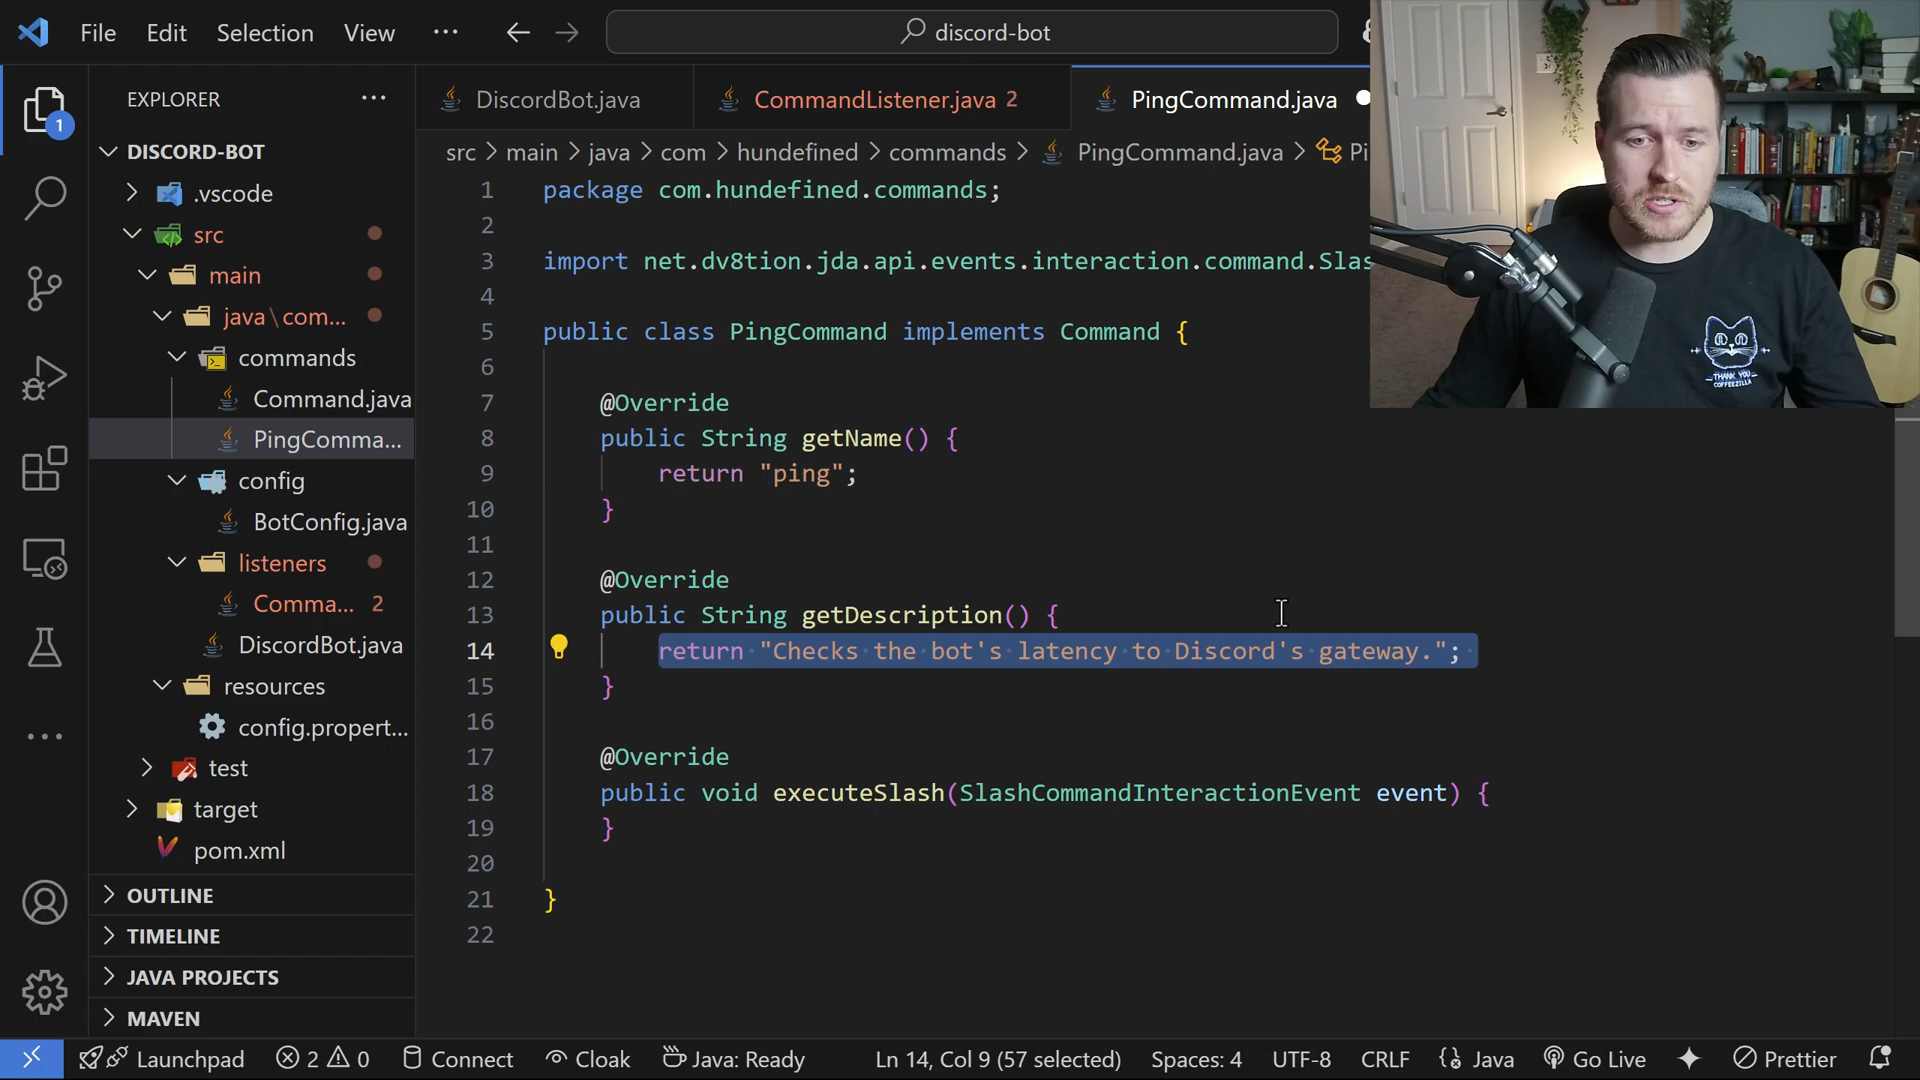 File Edit Selection View ... discord-bot
EXPLORER ...
DISCORD-BOT
.vscode
src
main
java\com...
commands
Command.java
PingComma...
config
BotConfig.java
listeners
Comma... 2
DiscordBot.java
resources
config.propert...
test
target
pom.xml
OUTLINE
TIMELINE
JAVA PROJECTS
MAVEN
1
DiscordBot.java CommandListener.java 2 PingCommand.java
src > main > java > com > hundefined > commands > PingCommand.java > Pi
1 package com.hundefined.commands;
2
3 import net.dv8tion.jda.api.events.interaction.command.Slas
4
5 public class PingCommand implements Command {
6
7 @Override
8 public String getName() {
9 return "ping";
10 }
11
12 @Override
13 public String getDescription() {
14 return "Checks the bot's latency to Discord's gateway.";
15 }
16
17 @Override
18 public void executeSlash(SlashCommandInteractionEvent event) {
19 }
20
21 }
22
THANK YOU
COFFEEZILLA
Launchpad 2 0 Connect Cloak Java: Ready Ln 14, Col 9 (57 selected) Spaces: 4 UTF-8 CRLF {} Java Go Live Prettier